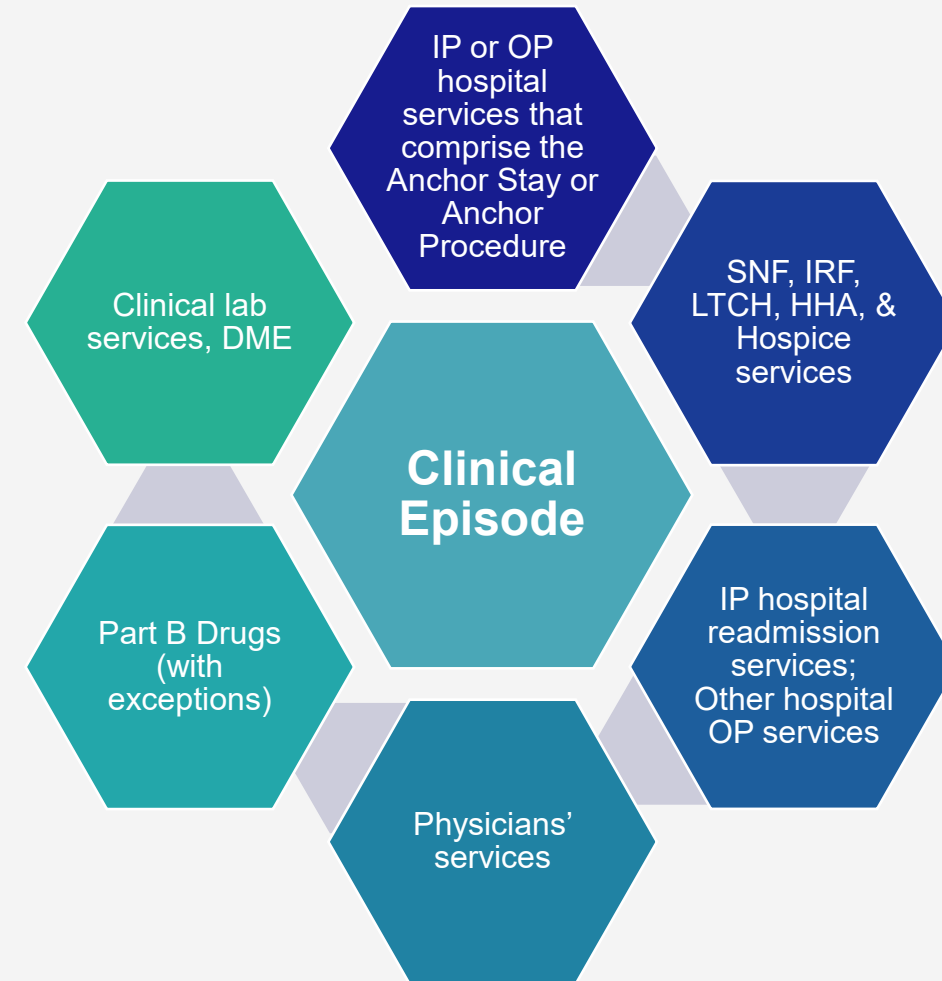 IP or OP
hospital
services that
comprise the
Anchor Stay or
Anchor
Procedure
SNF, IRF,
LTCH, HHA, &
Hospice
services
IP hospital
readmission
services;
Other hospital
OP services
Physicians’
services
Part B Drugs
(with
exceptions)
Clinical lab
services, DME
Clinical
Episode